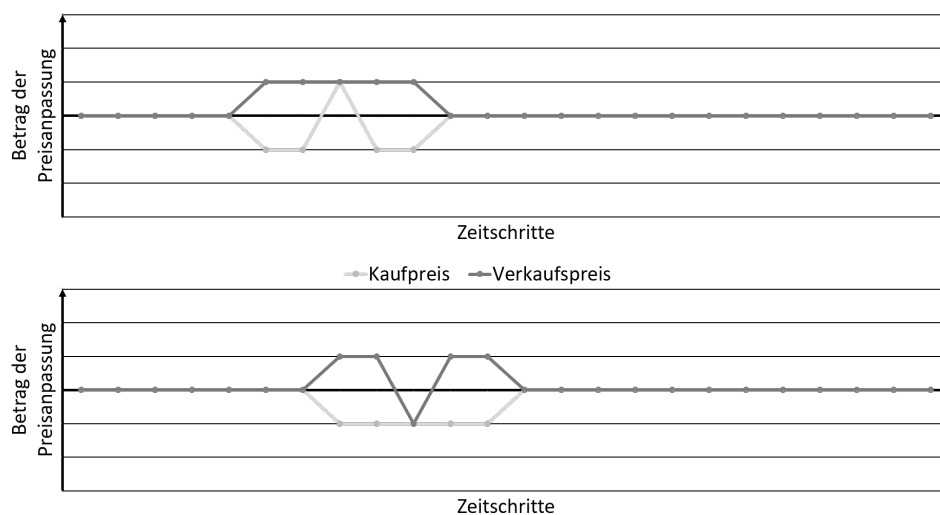 Betrag der
Preisanpassung
Zeitschritte
Kaufpreis Verkaufspreis
Betrag der
Preisanpassung
Zeitschritte